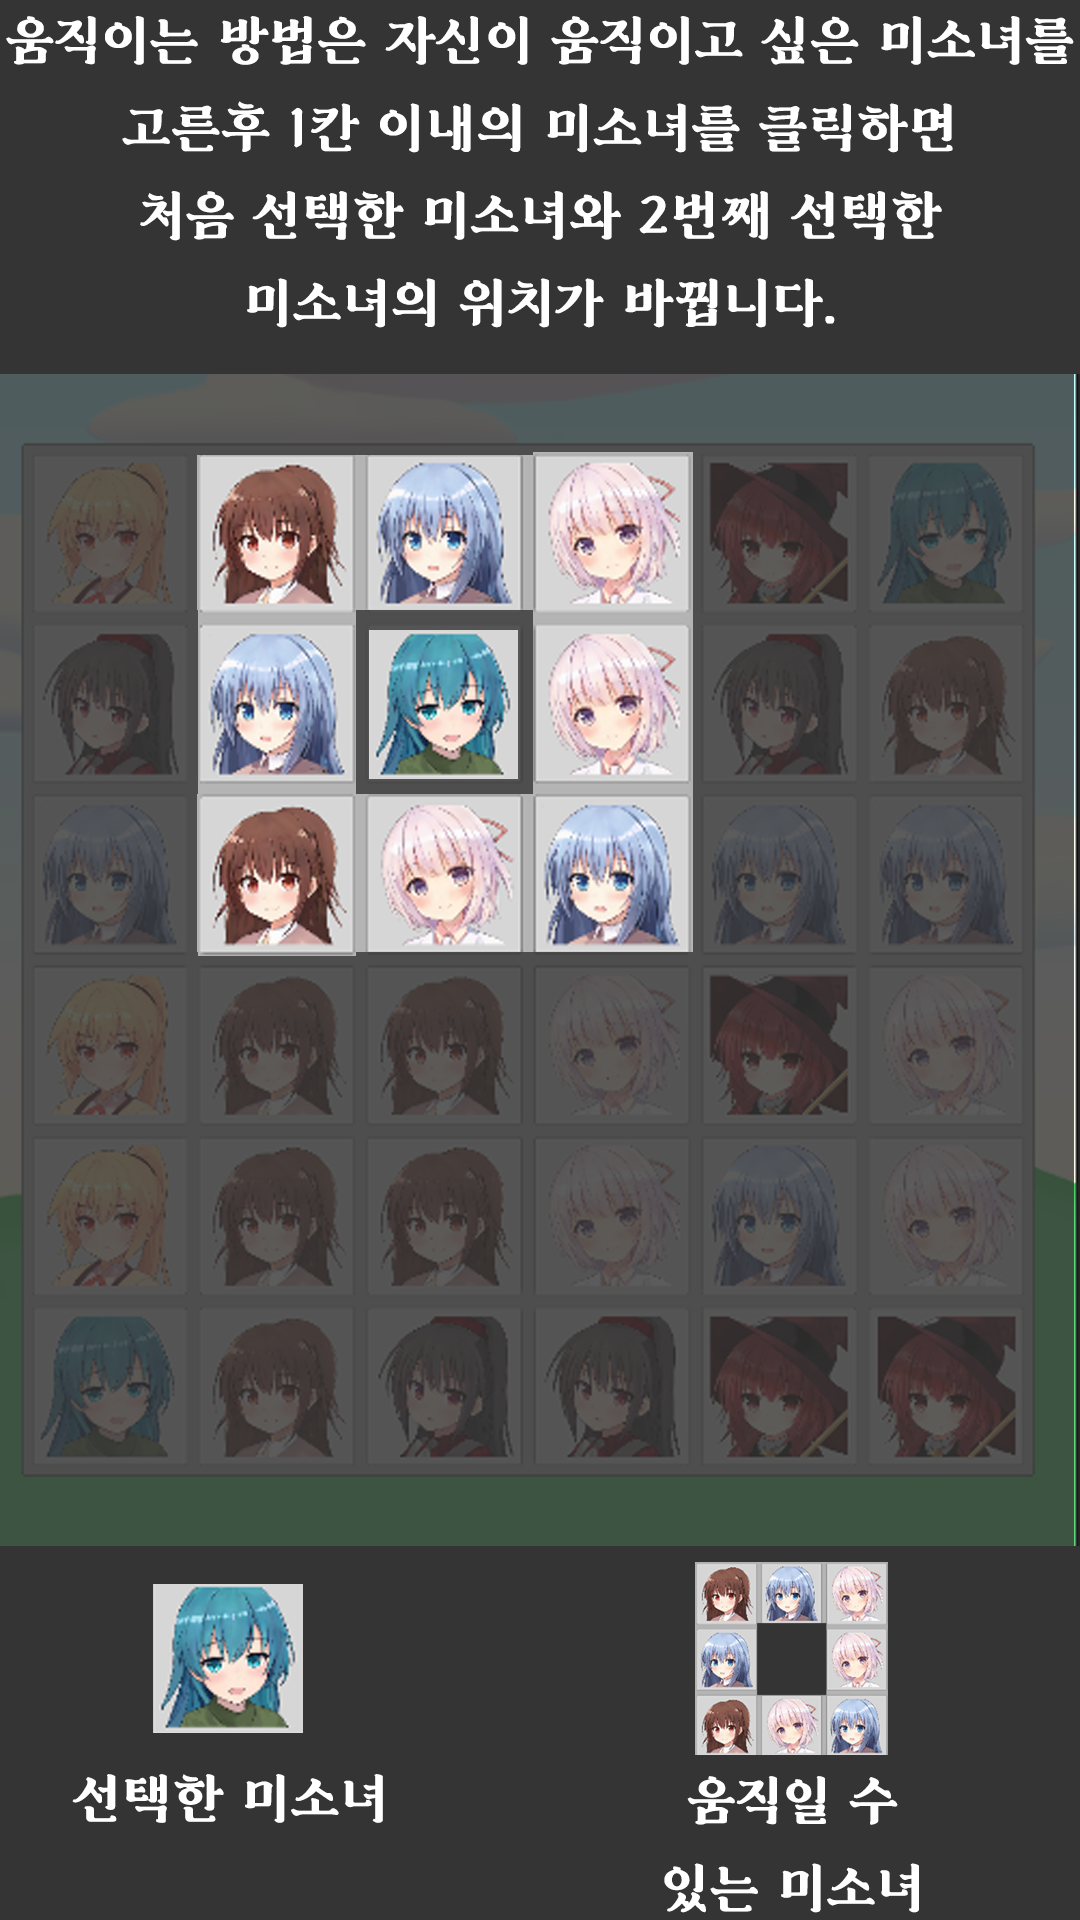 움직이는 방법은 자신이 움직이고 싶은 미소녀를
고른후 1칸 이내의 미소녀를 클릭하면
처음 선택한 미소녀와 2번째 선택한
미소녀의 위치가 바뀝니다.
선택한 미소녀
움직일 수
있는 미소녀